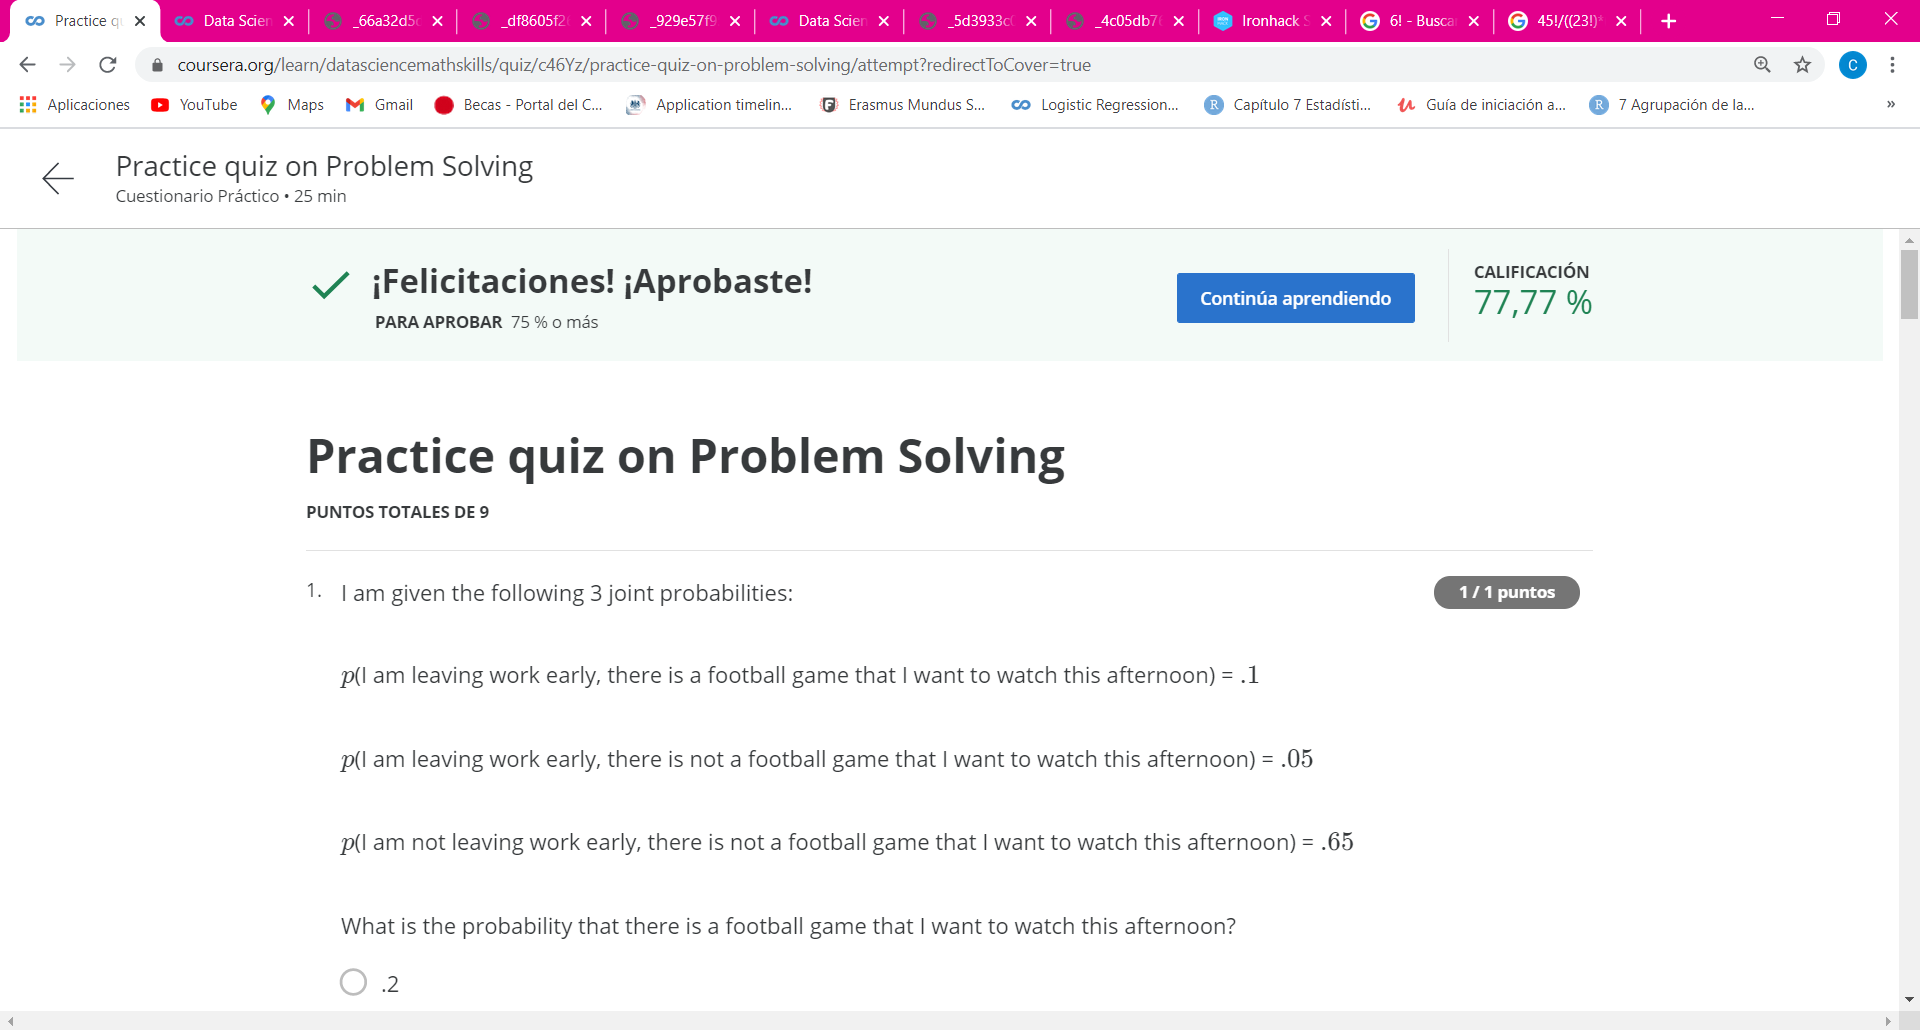 Practice qu
Data Scien
_66a32d5c
_df8605f2
_929e57f9
Data Scien
_5d3933c0
_4c05db7
Ironhack S
6! - Busca
45!/((23!)*
coursera.org/learn/datasciencemathskills/quiz/c46Yz/practice-quiz-on-problem-solving/attempt?redirectToCover=true
C
Aplicaciones
YouTube
Maps
Gmail
Becas - Portal del C...
Application timelin...
Erasmus Mundus S...
Logistic Regression...
Capítulo 7 Estadísti...
Guía de iniciación a...
7 Agrupación de la...
»
Practice quiz on Problem Solving
Cuestionario Práctico • 25 min
¡Felicitaciones! ¡Aprobaste!
PARA APROBAR 75 % o más
Continúa aprendiendo
CALIFICACIÓN
77,77 %
Practice quiz on Problem Solving
PUNTOS TOTALES DE 9
1. I am given the following 3 joint probabilities:
1 / 1 puntos
p(I am leaving work early, there is a football game that I want to watch this afternoon) = .1
p(I am leaving work early, there is not a football game that I want to watch this afternoon) = .05
p(I am not leaving work early, there is not a football game that I want to watch this afternoon) = .65
What is the probability that there is a football game that I want to watch this afternoon?
.2